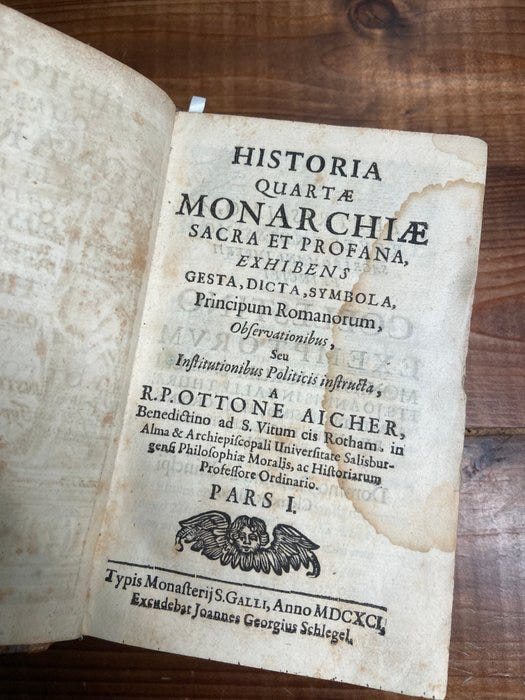 HISTORIA
QUARTÆ
MONARCHIÆ
SACRA ET PROFANA,
EXHIBENS
GESTA, DICTA, SYMBOLA,
Principum Romanorum,
Obſervationibus,
Seu
Inſtitutionibus Politicis inſtructa,
A
R.P. OTTONE AICHER,
Benedictino ad S. Vitum cis Rotham, in
Alma & Archiepiſcopali Univerſitate Salisbur-
genſi Philoſophiæ Moralis, ac Hiſtoriarum
Profeſſore Ordinario.
PARS I.
Typis Monaſterij S. GALLI, Anno MDCXCI,
Excudebat Joannes Georgius Schlegel.